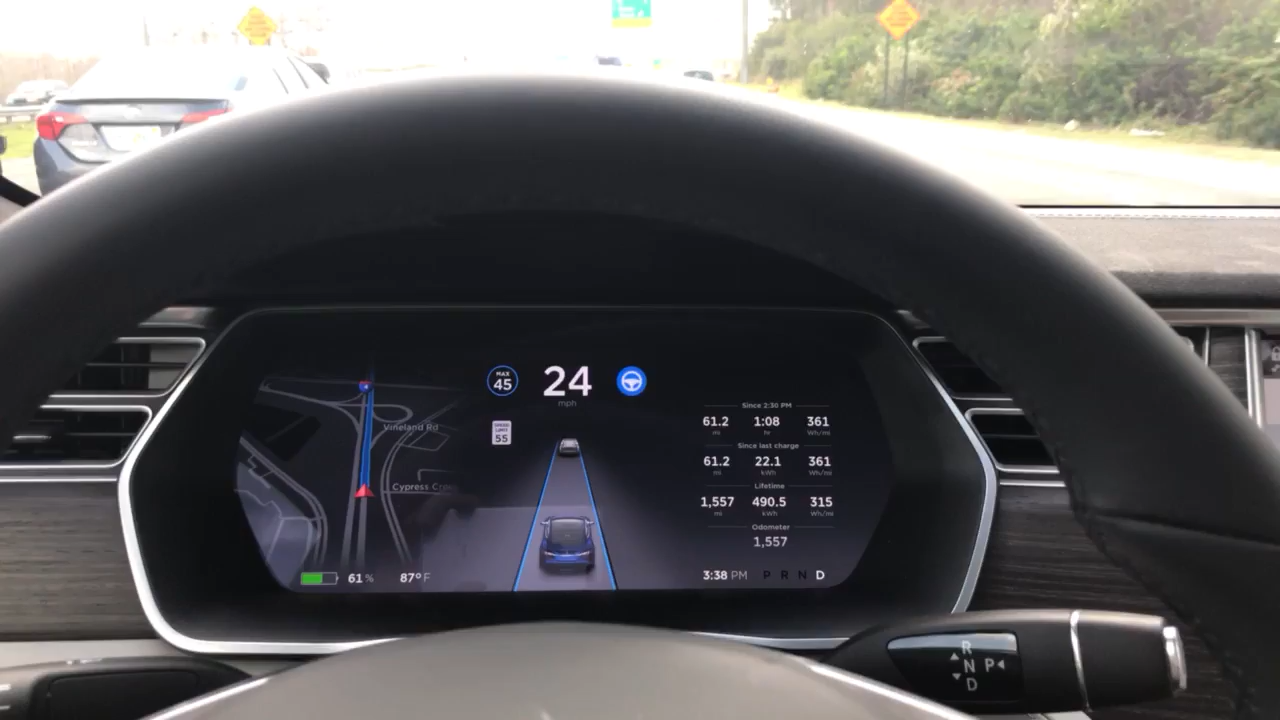 MAX
45
24
mph
SPEED
LIMIT
55
Vineland Rd
Cypress Cre
61 %
87° F
Since 2:30 PM
61.2 1:08 361
mi hr Wh/mi
Since last charge
61.2 22.1 361
mi kWh Wh/mi
Lifetime
1,557 490.5 315
mi kWh Wh/mi
Odometer
1,557
3:38 PM P R N D
R
N P
D